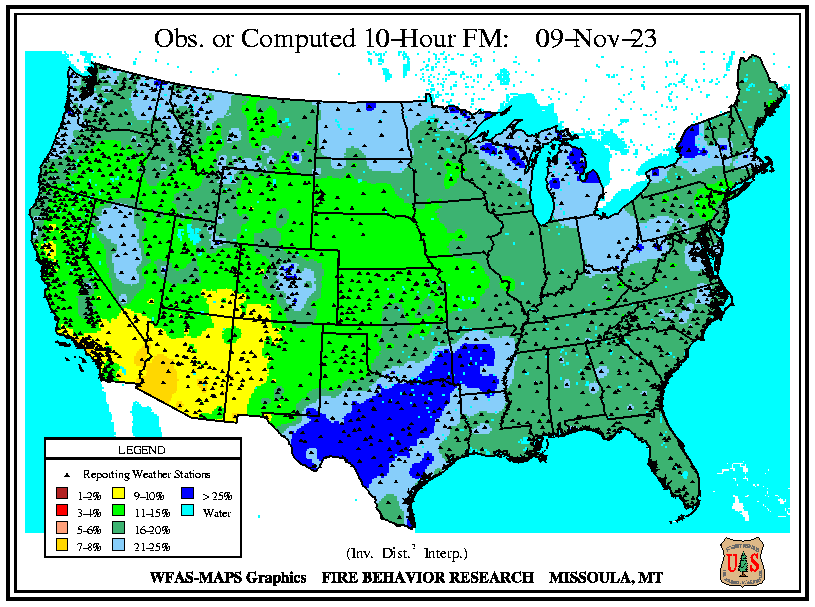 Obs. or Computed 10-Hour FM: 09-Nov-23
LEGEND
Reporting Weather Stations
1-2% 9-10% > 25%
3-4% 11-15% Water
5-6% 16-20%
7-8% 21-25%
(Inv. Dist.² Interp.)
WFAS-MAPS Graphics FIRE BEHAVIOR RESEARCH MISSOULA, MT
U S